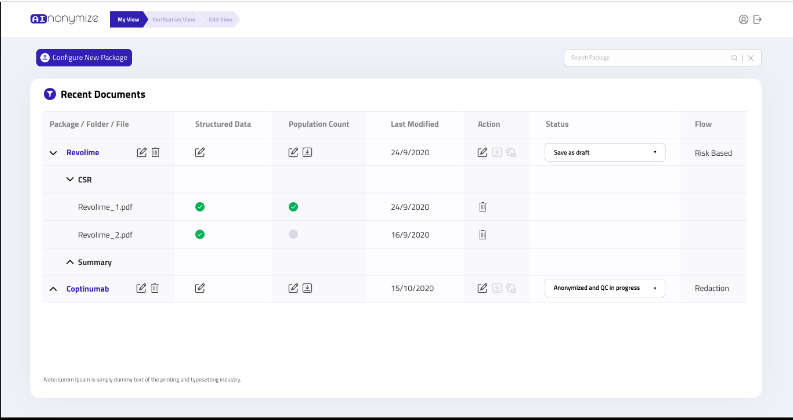 AInonymize
My View Verification View Edit View
Configure New Package
Search Package
Recent Documents
Package / Folder / File Structured Data Population Count Last Modified Action Status Flow
Revolime 24/9/2020 Save as draft Risk Based
CSR
Revolime_1.pdf 24/9/2020
Revolime_2.pdf 16/9/2020
Summary
Coptinumab 15/10/2020 Anonymized and QC in progress Redaction
Note: Lorem Ipsum is simply dummy text of the printing and typesetting industry.